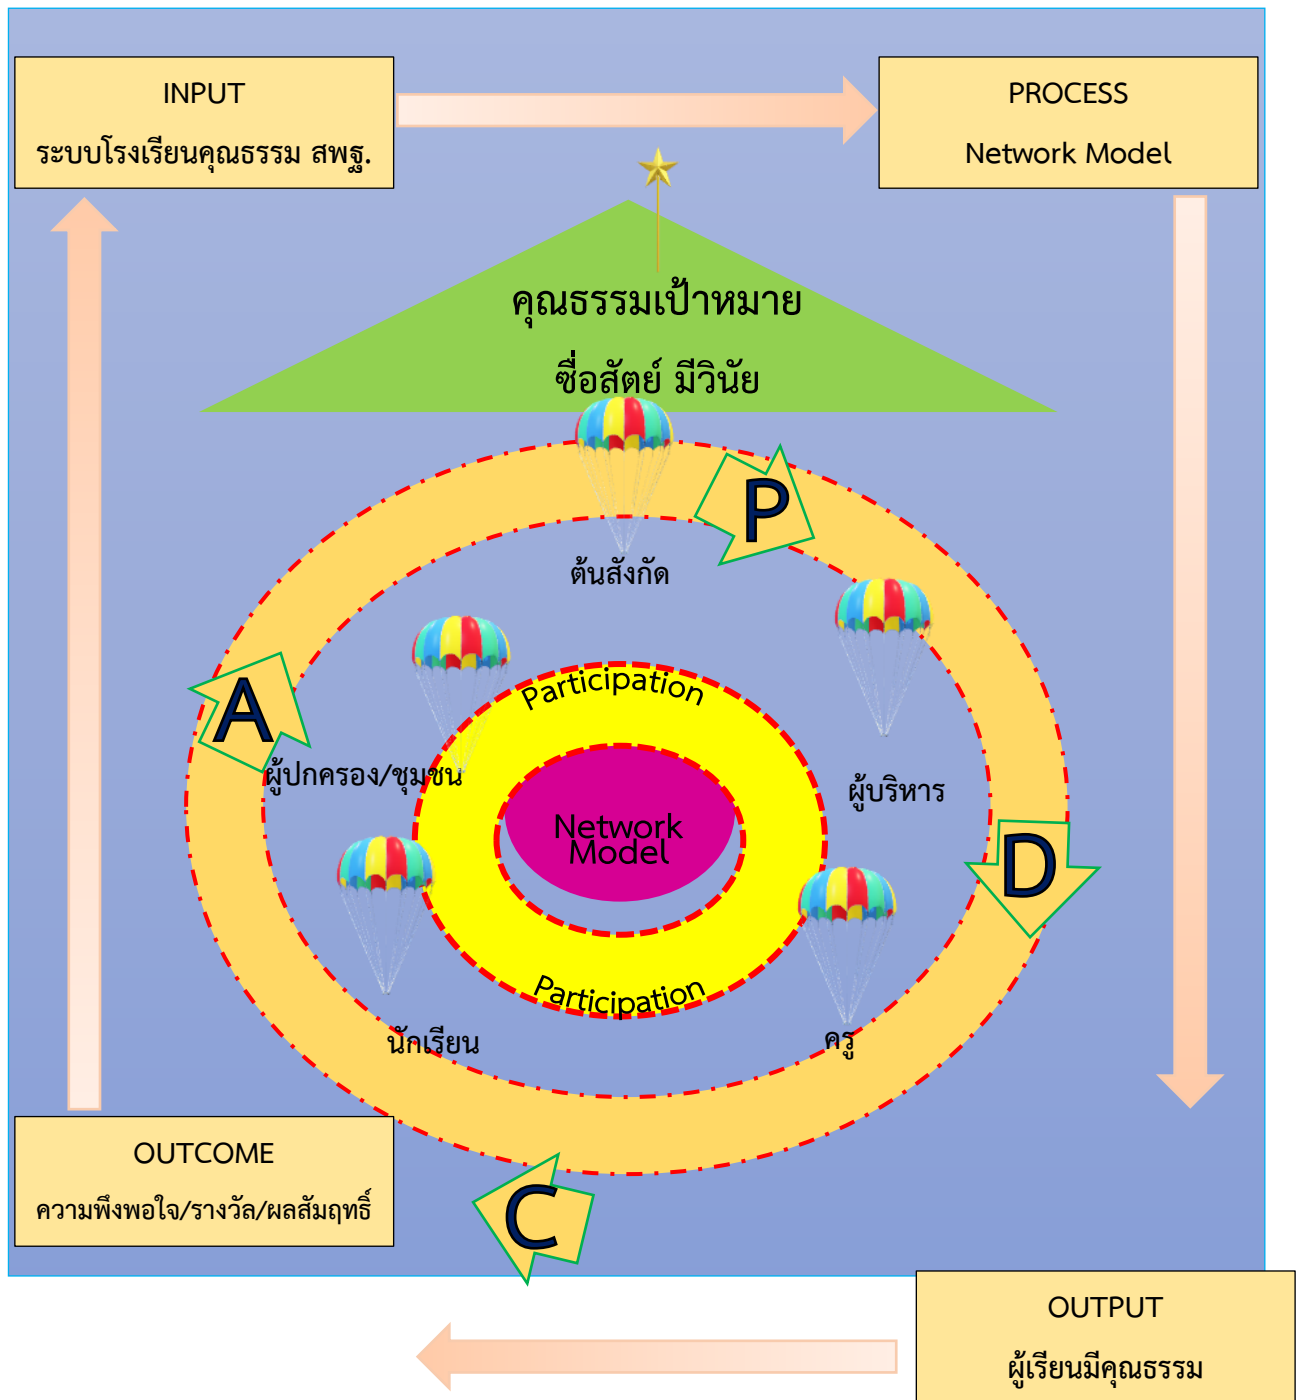 INPUT
ระบบโรงเรียนคุณธรรม สพฐ.
PROCESS
Network Model
คุณธรรมเป้าหมาย
ซื่อสัตย์ มีวินัย
P
ต้นสังกัด
Participation
A
ผู้ปกครอง/ชุมชน
ผู้บริหาร
Network
Model
D
Participation
นักเรียน
ครู
OUTCOME
ความพึงพอใจ/รางวัล/ผลสัมฤทธิ์
C
OUTPUT
ผู้เรียนมีคุณธรรม